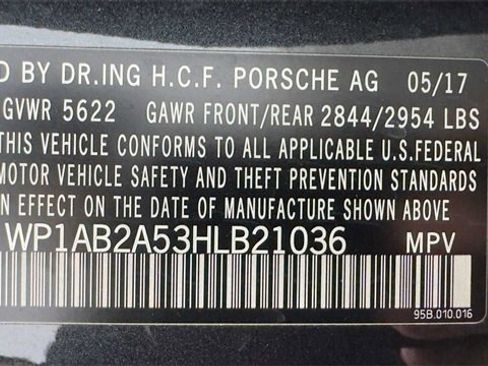 D BY DR.ING H.C.F. PORSCHE AG 05/17
GVWR 5622 GAWR FRONT/REAR 2844/2954 LBS
THIS VEHICLE CONFORMS TO ALL APPLICABLE U.S.FEDERAL
MOTOR VEHICLE SAFETY AND THEFT PREVENTION STANDARDS
IN EFFECT ON THE DATE OF MANUFACTURE SHOWN ABOVE
WP1AB2A53HLB21036 MPV
95B.010.016